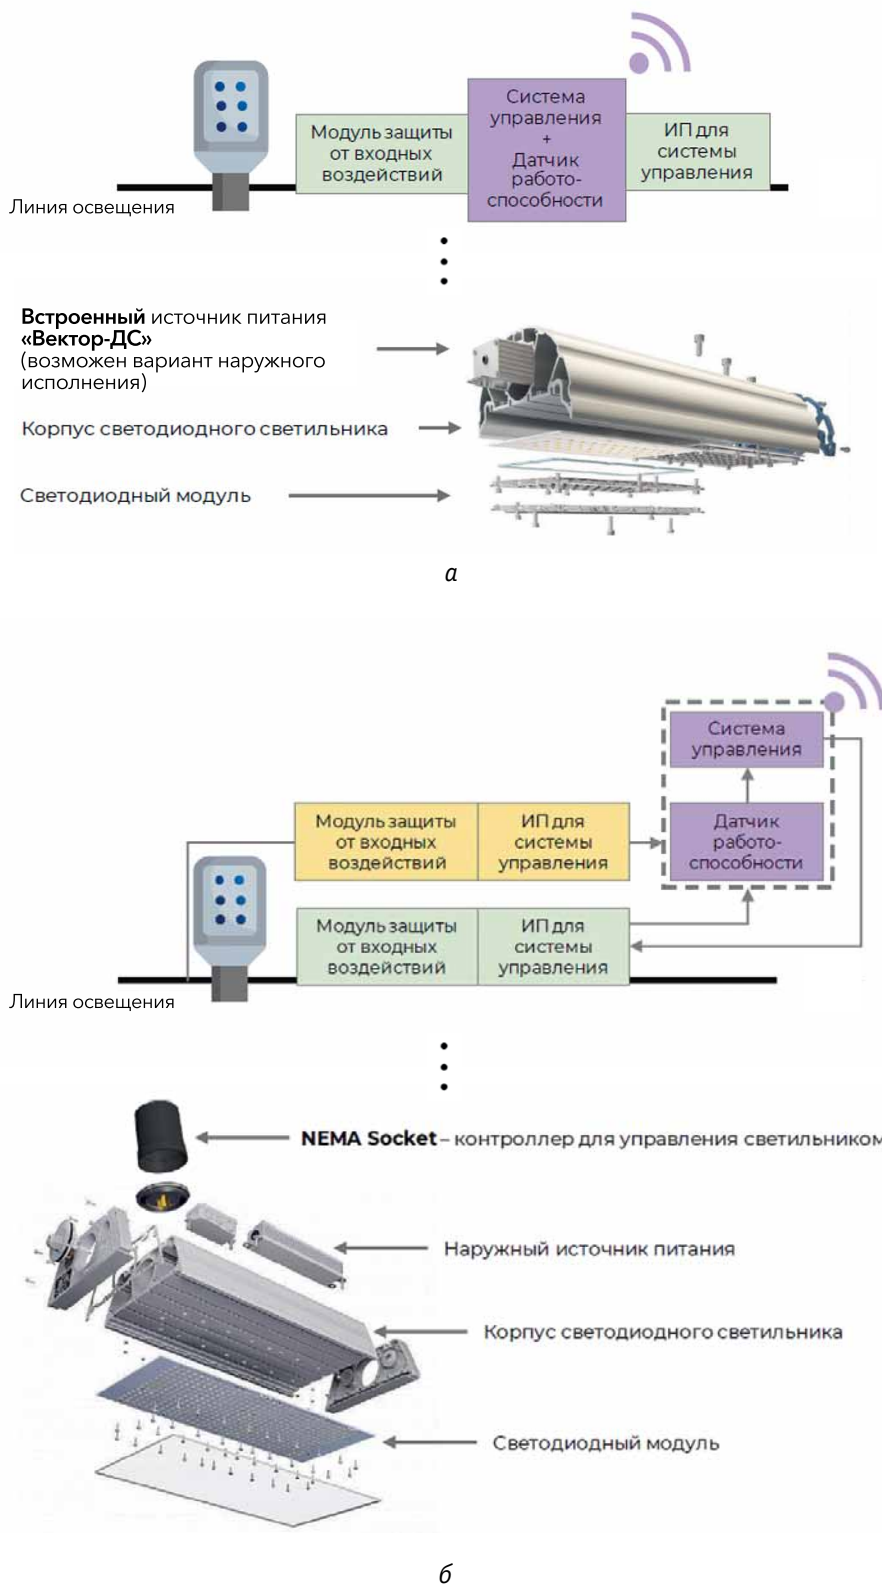 Модуль защиты
от входных
воздействий
Система
управления
+
Датчик
работо-
способности
ИП для
системы
управления
Линия освещения
Встроенный источник питания
«Вектор-ДС»
(возможен вариант наружного
исполнения)
Корпус светодиодного светильника
Светодиодный модуль
а
Система
управления
Модуль защиты
от входных
воздействий
ИП для
системы
управления
Датчик
работо-
способности
Модуль защиты
от входных
воздействий
ИП для
системы
управления
Линия освещения
NEMA Socket – контроллер для управления светильником
Наружный источник питания
Корпус светодиодного светильника
Светодиодный модуль
б